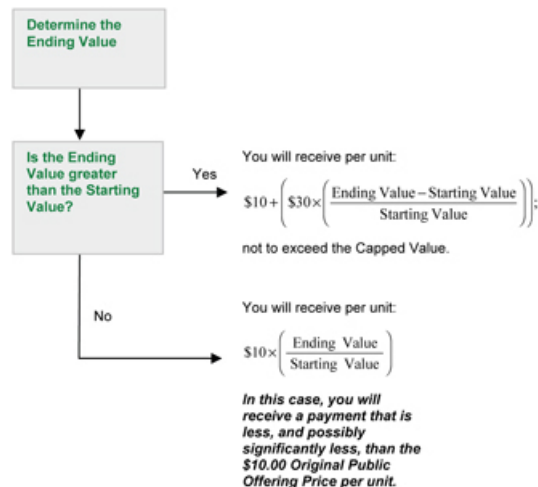 Determine the
Ending Value
Is the Ending
Value greater
than the Starting
Value?
Yes
You will receive per unit:
$10+($30×((Ending Value–Starting Value)/(Starting Value)));
not to exceed the Capped Value.
No
You will receive per unit:
$10×((Ending Value)/(Starting Value))
In this case, you will
receive a payment that is
less, and possibly
significantly less, than the
$10.00 Original Public
Offering Price per unit.